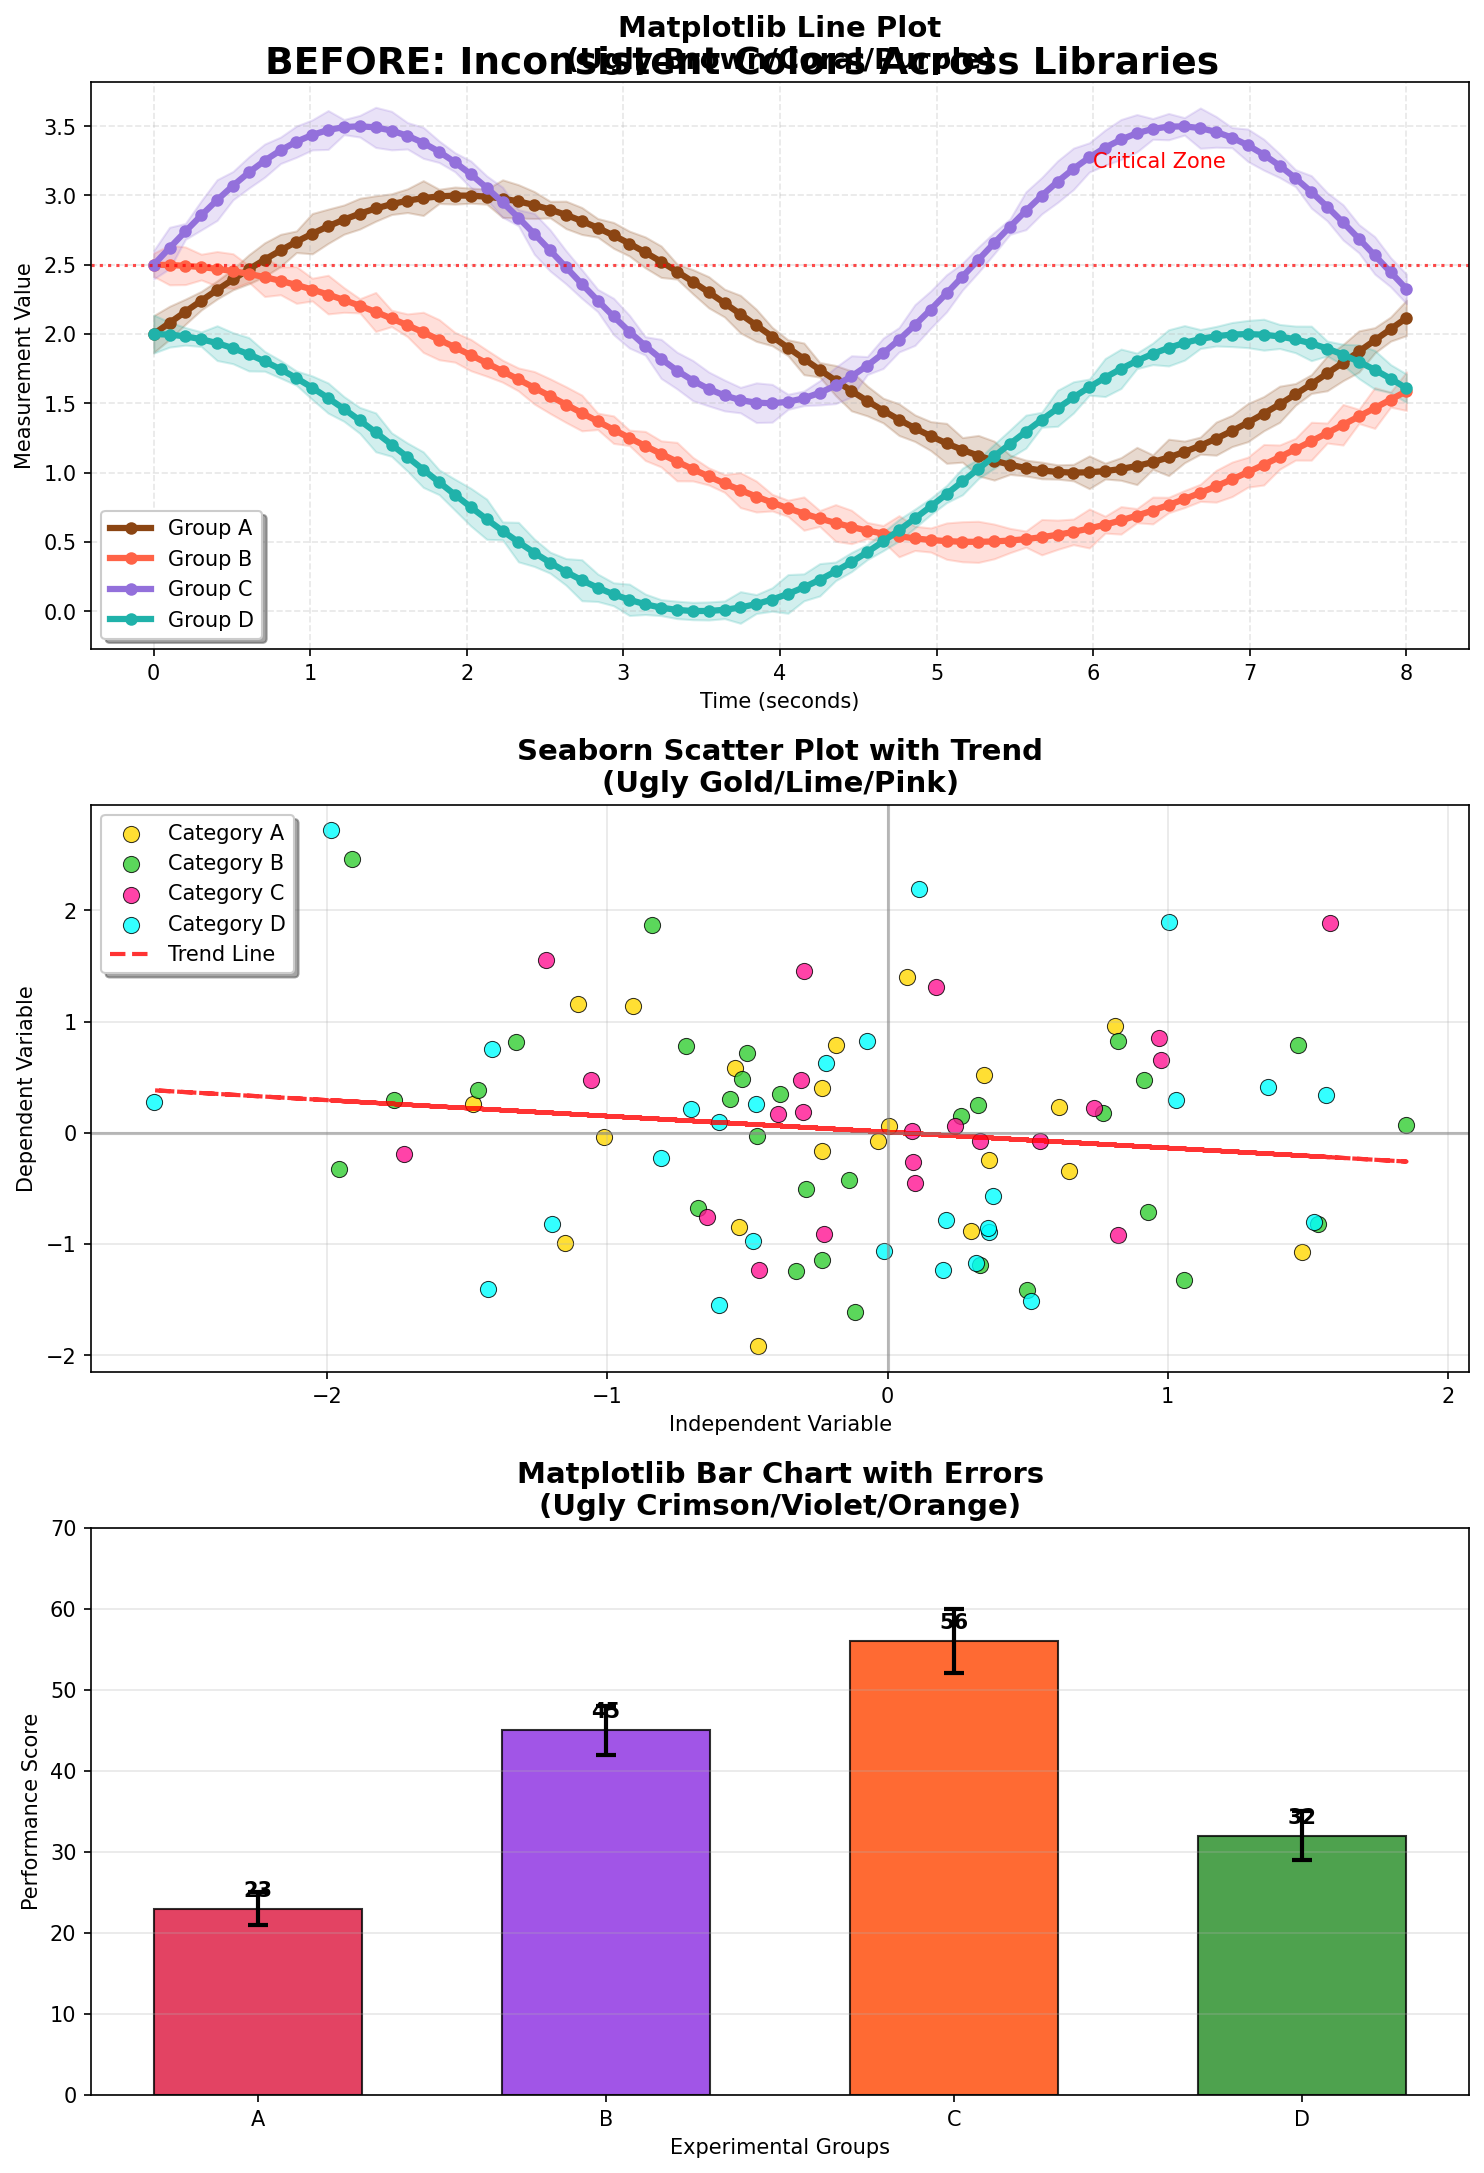 Matplotlib Line Plot
BEFORE: Inconsistent Colors Across Libraries
(Ugly Brown/Coral/Purple)
3.5
3.0
2.5
2.0
1.5
1.0
0.5
0.0
Measurement Value
Critical Zone
Group A
Group B
Group C
Group D
0 1 2 3 4 5 6 7 8
Time (seconds)
Seaborn Scatter Plot with Trend
(Ugly Gold/Lime/Pink)
Category A
Category B
Category C
Category D
Trend Line
2
1
0
−1
−2
Dependent Variable
−2 −1 0 1 2
Independent Variable
Matplotlib Bar Chart with Errors
(Ugly Crimson/Violet/Orange)
70
60
50
40
30
20
10
0
Performance Score
23
45
56
32
A B C D
Experimental Groups